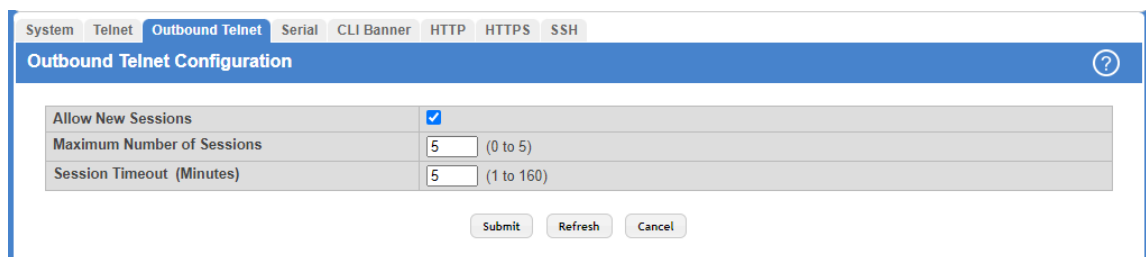 System Telnet Outbound Telnet Serial CLI Banner HTTP HTTPS SSH
Outbound Telnet Configuration ?
Allow New Sessions
Maximum Number of Sessions 5 (0 to 5)
Session Timeout (Minutes) 5 (1 to 160)
Submit Refresh Cancel